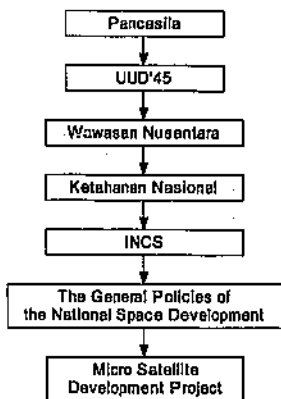 Pancasila
UUD'45
Wawasan Nusantara
Ketahanan Nasional
INCS
The General Policies of
the National Space Development
Micro Satellite
Development Project